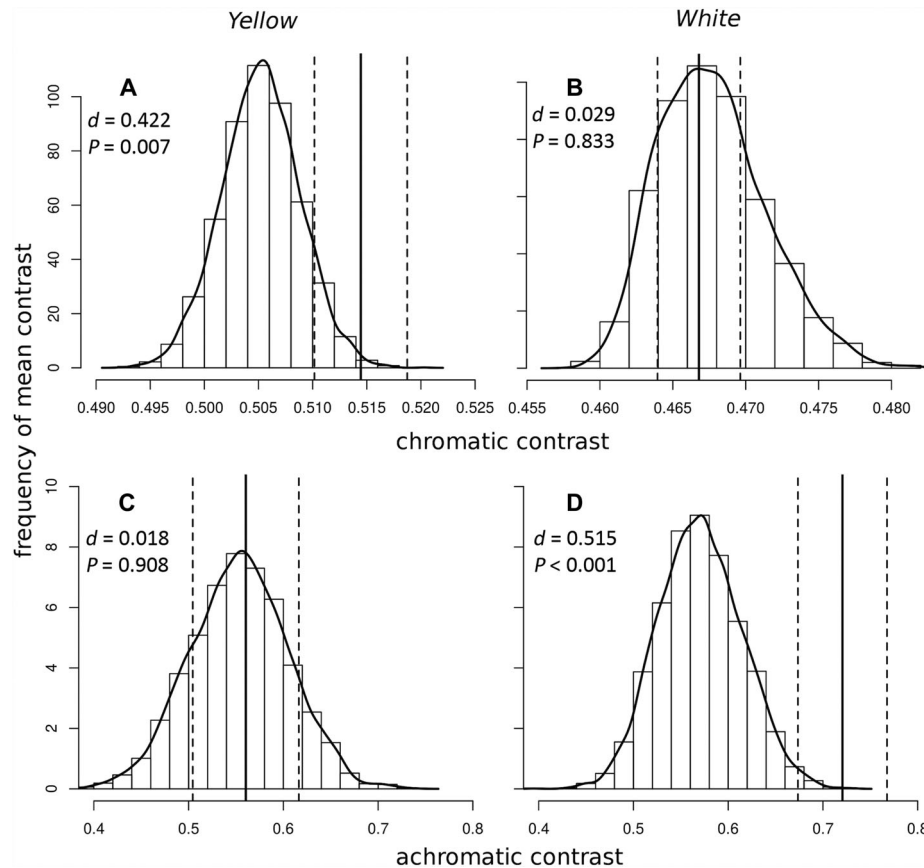 Yellow White
A
d = 0.422
P = 0.007
B
d = 0.029
P = 0.833
0 20 40 60 80 100
0.490 0.495 0.500 0.505 0.510 0.515 0.520 0.525
0.455 0.460 0.465 0.470 0.475 0.480
chromatic contrast
frequency of mean contrast
C
d = 0.018
P = 0.908
D
d = 0.515
P < 0.001
0 2 4 6 8 10
0.4 0.5 0.6 0.7 0.8
0.4 0.5 0.6 0.7 0.8
achromatic contrast